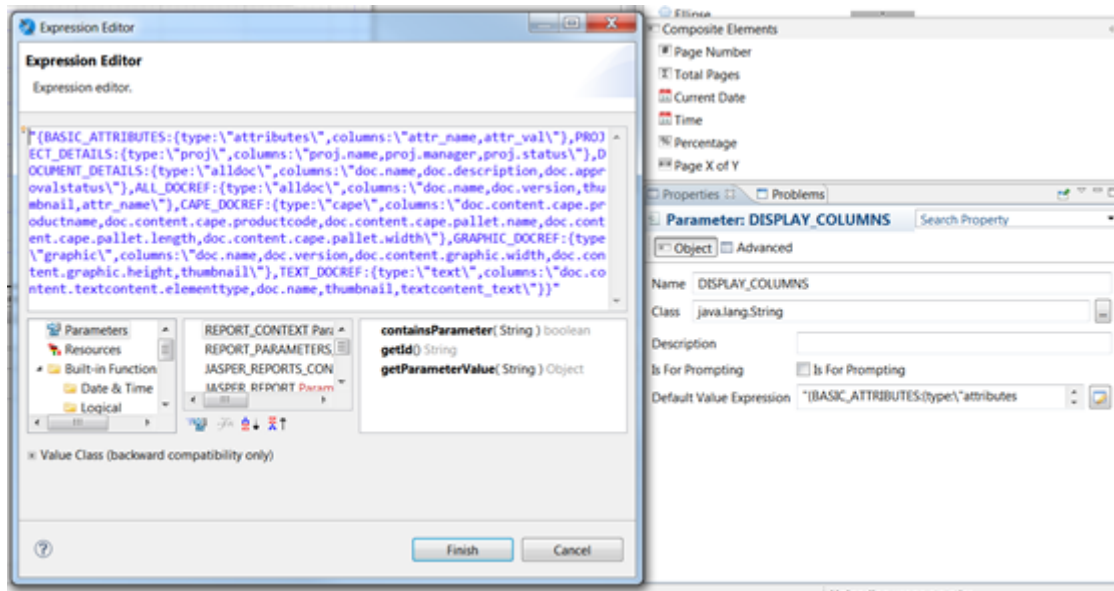 Expression Editor
Expression Editor
Expression editor.
"{BASIC_ATTRIBUTES:{type:\"attributes\",columns:\"attr_name,attr_val\"},PROJ
ECT_DETAILS:{type:\"proj\",columns:\"proj.name,proj.manager,proj.status\"},D
OCUMENT_DETAILS:{type:\"alldoc\",columns:\"doc.name,doc.description,doc.appr
ovalstatus\"},ALL_DOCREF:{type:\"alldoc\",columns:\"doc.name,doc.version,thu
mbnail,attr_name\"},CAPE_DOCREF:{type:\"cape\",columns:\"doc.content.cape.pr
oductname,doc.content.cape.productcode,doc.content.cape.pallet.name,doc.cont
ent.cape.pallet.length,doc.content.cape.pallet.width\"},GRAPHIC_DOCREF:{type
:\"graphic\",columns:\"doc.name,doc.version,doc.content.graphic.width,doc.con
tent.graphic.height,thumbnail\"},TEXT_DOCREF:{type:\"text\",columns:\"doc.co
ntent.textcontent.elementtype,doc.name,thumbnail,textcontent_text\"}}"
Parameters
Resources
Built-in Function
Date & Time
Logical
REPORT_CONTEXT Para
REPORT_PARAMETERS
JASPER_REPORTS_CON
JASPER_REPORT Param
containsParameter( String ) boolean
getId() String
getParameterValue( String ) Object
Value Class (backward compatibility only)
Finish
Cancel
Ellipse
Composite Elements
Page Number
Total Pages
Current Date
Time
Percentage
Page X of Y
Properties
Problems
Parameter: DISPLAY_COLUMNS
Search Property
Object
Advanced
Name DISPLAY_COLUMNS
Class java.lang.String
Description
Is For Prompting Is For Prompting
Default Value Expression "{BASIC_ATTRIBUTES:{type:\"attributes